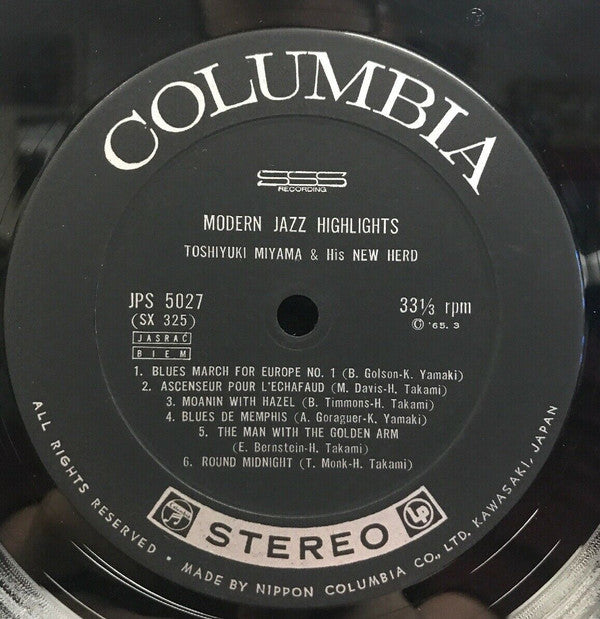 COLUMBIA
SSS
RECORDING
MODERN JAZZ HIGHLIGHTS
TOSHIYUKI MIYAMA & His NEW HERD
JPS 5027
(SX 325)
33⅓ rpm
Ⓒ '65. 3
JASRAC
BIEM
1. BLUES MARCH FOR EUROPE NO. 1 (B. Golson-K. Yamaki)
2. ASCENSEUR POUR L'ECHAFAUD (M. Davis-H. Takami)
3. MOANIN WITH HAZEL (B. Timmons-H. Takami)
4. BLUES DE MEMPHIS (A. Goraguer-K. Yamaki)
5. THE MAN WITH THE GOLDEN ARM
(E. Bernstein-H. Takami)
6. ROUND MIDNIGHT (T. Monk-H. Takami)
STEREO
LP
ALL RIGHTS RESERVED • MADE BY NIPPON COLUMBIA CO., LTD. KAWASAKI, JAPAN